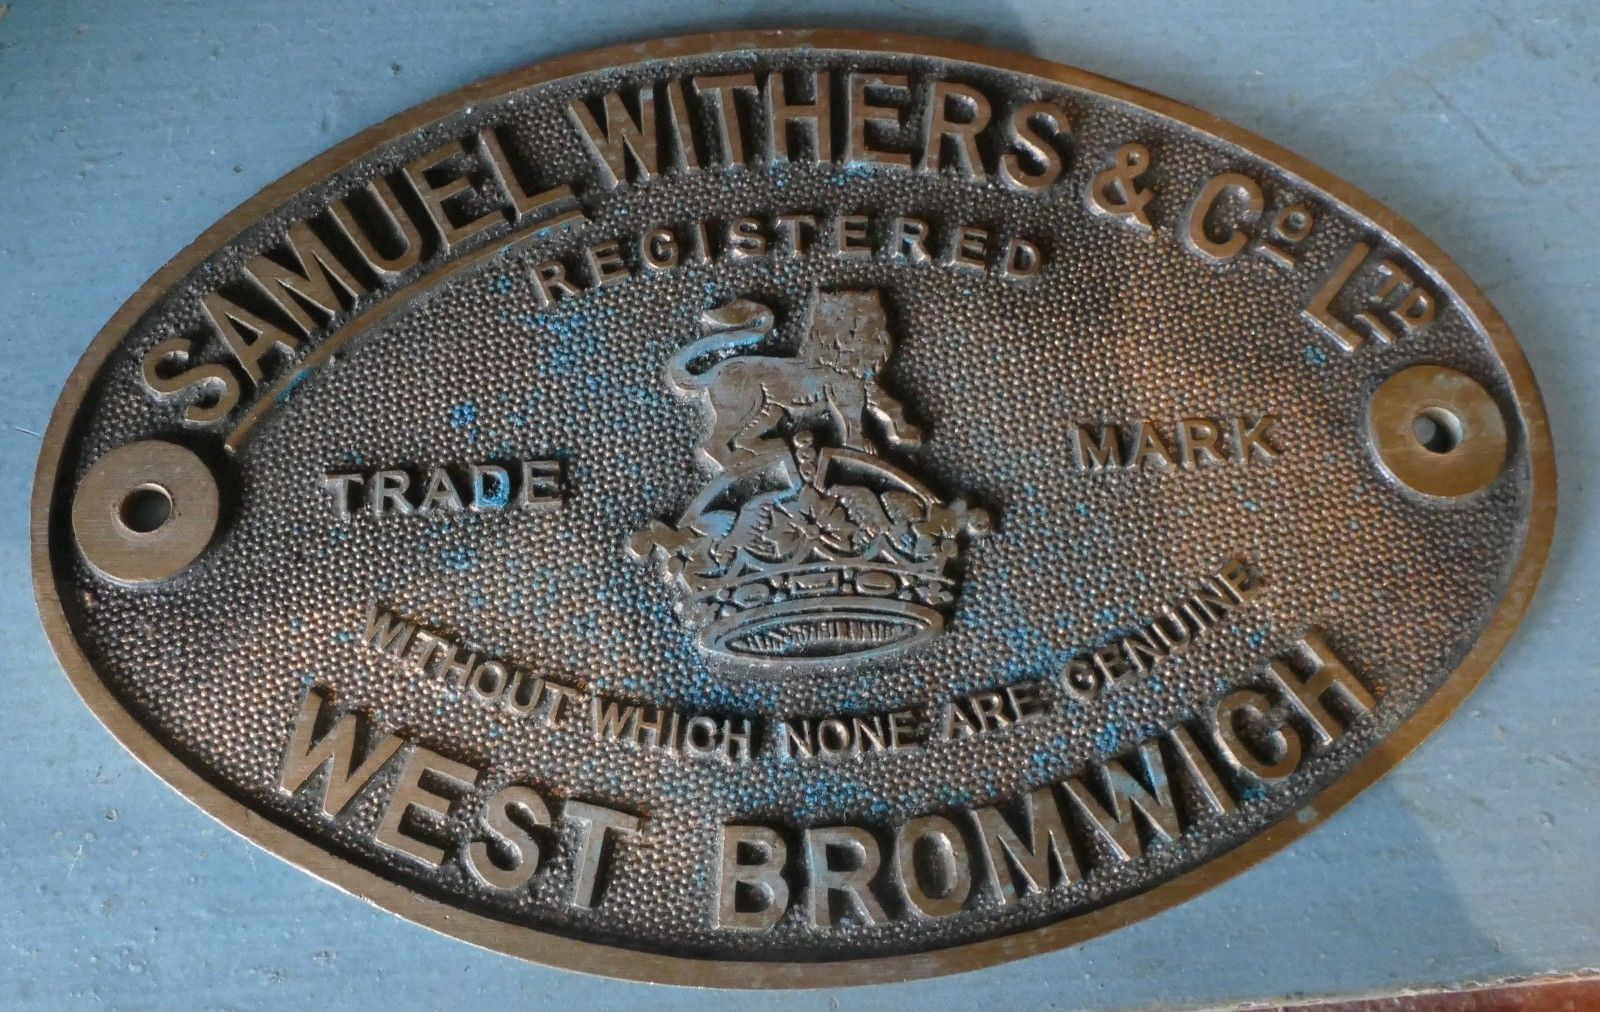 SAMUEL WITHERS & Co LTD
REGISTERED
TRADE MARK
WITHOUT WHICH NONE ARE GENUINE
WEST BROMWICH